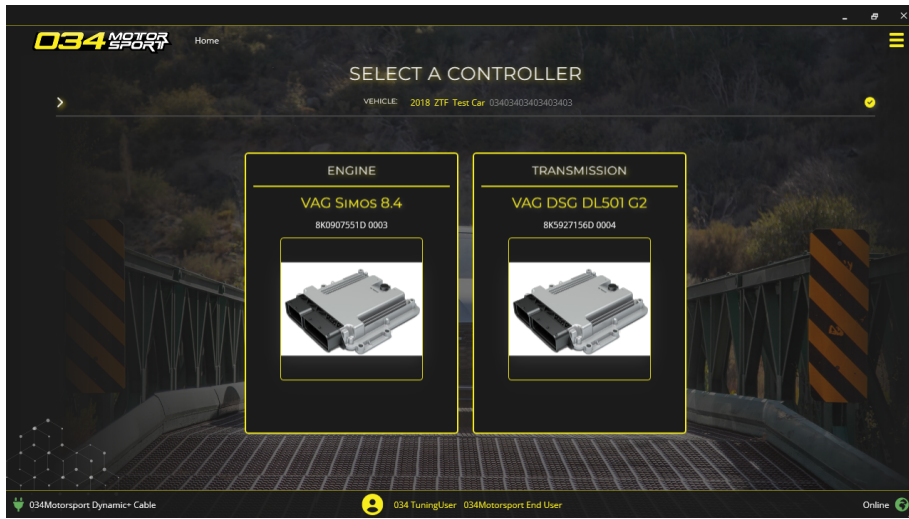 034 MOTOR SPORT
Home
SELECT A CONTROLLER
VEHICLE: 2018 ZTF Test Car 03403403403403403
ENGINE
VAG SIMOS 8.4
8K0907551D 0003
TRANSMISSION
VAG DSG DL501 G2
8K5927156D 0004
034Motorsport Dynamic+ Cable
034 TuningUser 034Motorsport End User
Online